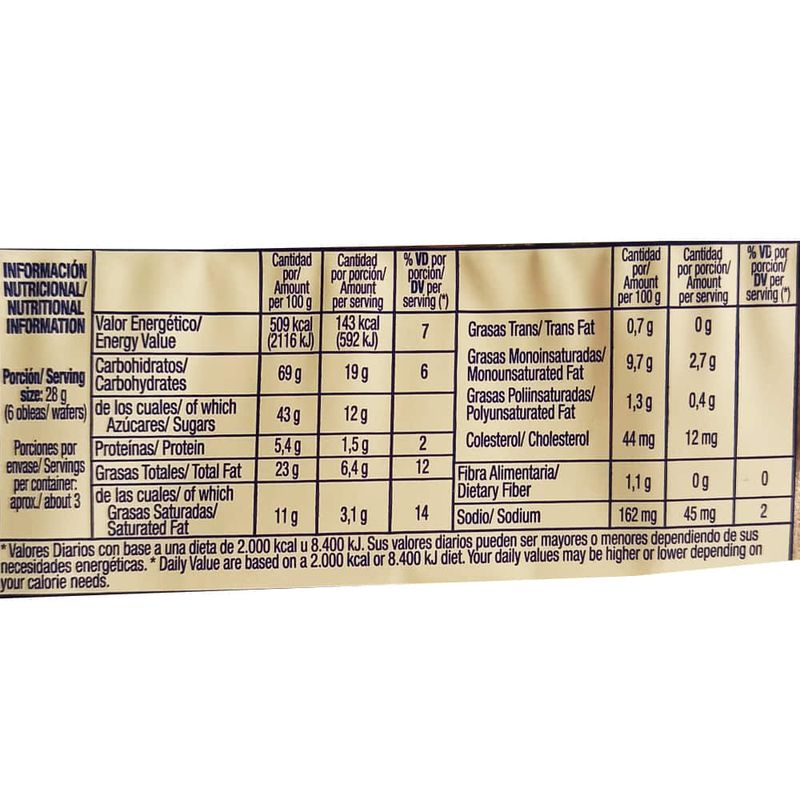 INFORMACIÓN
NUTRICIONAL/
NUTRITIONAL
INFORMATION
Porción/ Serving
size: 28 g
(6 obleas/ wafers)
Porciones por
envase/ Servings
per container:
aprox./ about 3
Cantidad por/ Amount per 100 g
Cantidad por porción/ Amount per serving
% VD por porción/ DV per serving (*)
Valor Energético/ Energy Value 509 kcal (2116 kJ) 143 kcal (592 kJ) 7
Carbohidratos/ Carbohydrates 69 g 19 g 6
de los cuales/ of which Azúcares/ Sugars 43 g 12 g
Proteínas/ Protein 5,4 g 1,5 g 2
Grasas Totales/ Total Fat 23 g 6,4 g 12
de las cuales/ of which Grasas Saturadas/ Saturated Fat 11 g 3,1 g 14
Cantidad por/ Amount per 100 g
Cantidad por porción/ Amount per serving
% VD por porción/ DV per serving (*)
Grasas Trans/ Trans Fat 0,7 g 0 g
Grasas Monoinsaturadas/ Monounsaturated Fat 9,7 g 2,7 g
Grasas Poliinsaturadas/ Polyunsaturated Fat 1,3 g 0,4 g
Colesterol/ Cholesterol 44 mg 12 mg
Fibra Alimentaria/ Dietary Fiber 1,1 g 0 g 0
Sodio/ Sodium 162 mg 45 mg 2
*Valores Diarios con base a una dieta de 2.000 kcal u 8.400 kJ. Sus valores diarios pueden ser mayores o menores dependiendo de sus
necesidades energéticas. * Daily Value are based on a 2.000 kcal or 8.400 kJ diet. Your daily values may be higher or lower depending on
your calorie needs.